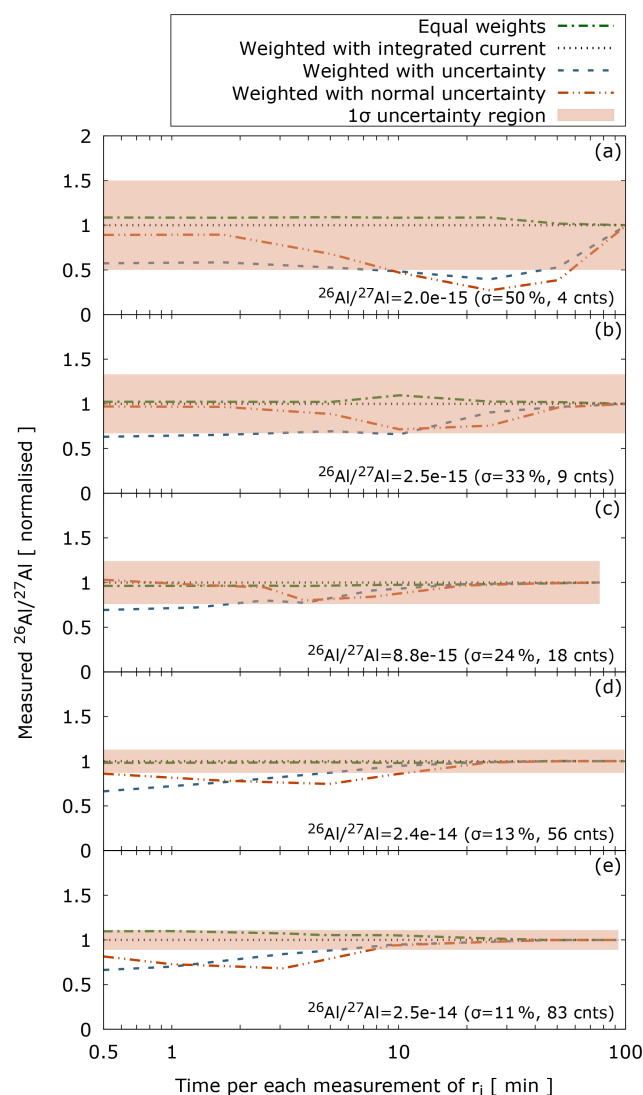 Equal weights
Weighted with integrated current
Weighted with uncertainty
Weighted with normal uncertainty
1σ uncertainty region
(a)
2
1.5
1
0.5
0
²⁶Al/²⁷Al=2.0e-15 (σ=50 %, 4 cnts)
(b)
1.5
1
0.5
0
²⁶Al/²⁷Al=2.5e-15 (σ=33 %, 9 cnts)
(c)
1.5
1
0.5
0
²⁶Al/²⁷Al=8.8e-15 (σ=24 %, 18 cnts)
(d)
1.5
1
0.5
0
²⁶Al/²⁷Al=2.4e-14 (σ=13 %, 56 cnts)
(e)
1.5
1
0.5
0
²⁶Al/²⁷Al=2.5e-14 (σ=11 %, 83 cnts)
0.5 1 10 100
Time per each measurement of rᵢ [ min ]
Measured ²⁶Al/²⁷Al [ normalised ]